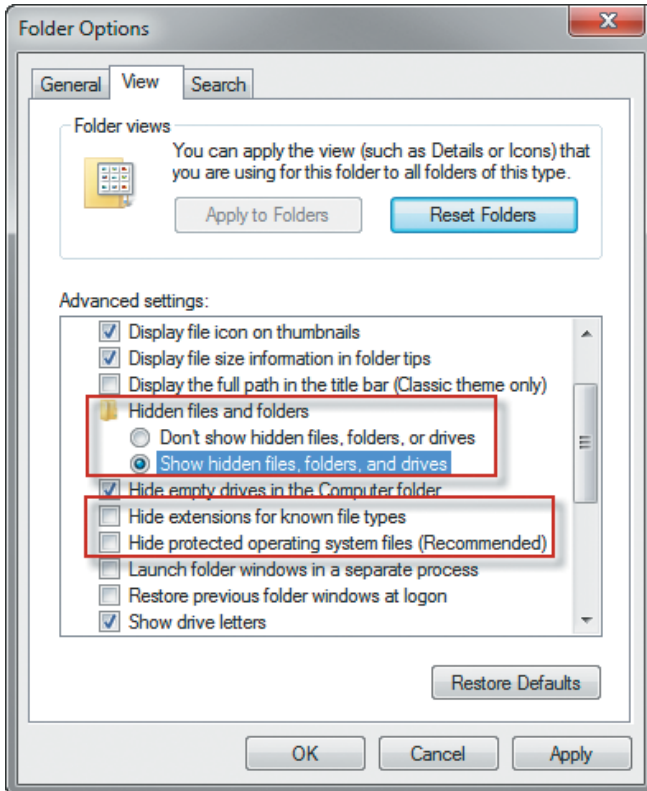 Folder Options
General
View
Search
Folder views
You can apply the view (such as Details or Icons) that
you are using for this folder to all folders of this type.
Apply to Folders
Reset Folders
Advanced settings:
Display file icon on thumbnails
Display file size information in folder tips
Display the full path in the title bar (Classic theme only)
Hidden files and folders
Don't show hidden files, folders, or drives
Show hidden files, folders, and drives
Hide empty drives in the Computer folder
Hide extensions for known file types
Hide protected operating system files (Recommended)
Launch folder windows in a separate process
Restore previous folder windows at logon
Show drive letters
Restore Defaults
OK
Cancel
Apply